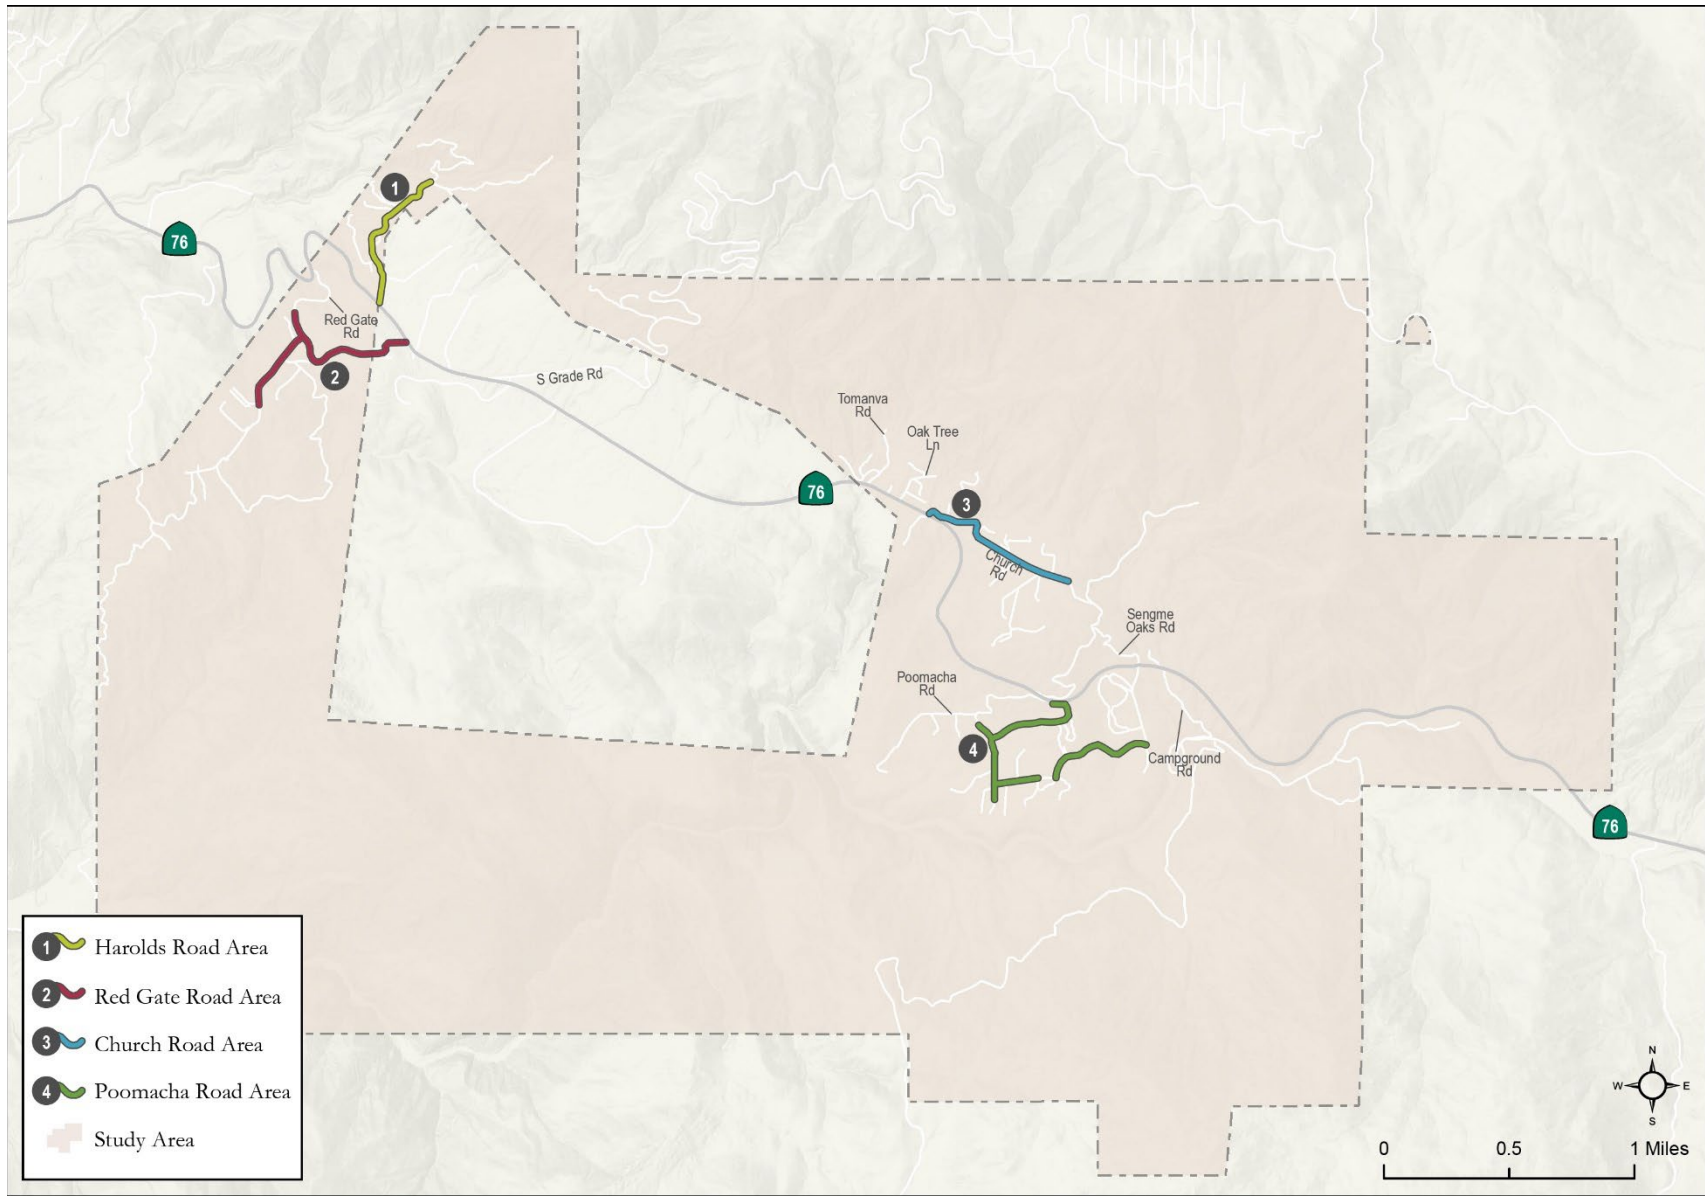 1
76
Red Gate
Rd
2
S Grade Rd
Tomanva
Rd
Oak Tree
Ln
76
3
Church
Rd
Sengme
Oaks Rd
Poomacha
Rd
4
Campground
Rd
76
1 Harolds Road Area
2 Red Gate Road Area
3 Church Road Area
4 Poomacha Road Area
Study Area
N
W E
S
0 0.5 1 Miles